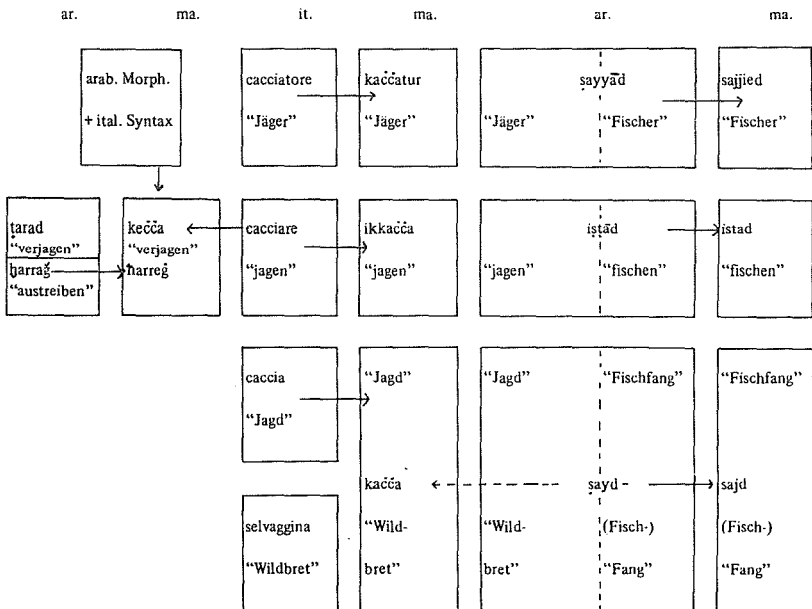 ar. ma. it. ma. ar. ma.
arab. Morph. cacciatore kaċċatur ṣayyād sajjied
+ ital. Syntax “Jäger” “Jäger” “Jäger” “Fischer” “Fischer”
ṭarad keċċa cacciare ikkaċċa iṣṭād istad
“verjagen” “verjagen”
ḫarraǧ ħarreġ “jagen” “jagen” “jagen” “fischen” “fischen”
“austreiben”
caccia “Jagd” “Jagd” “Fischfang” “Fischfang”
“Jagd”
kaċċa ṣayd sajd
selvaggina “Wild- “Wild- (Fisch-) (Fisch-)
“Wildbret” bret” bret” “Fang” “Fang”